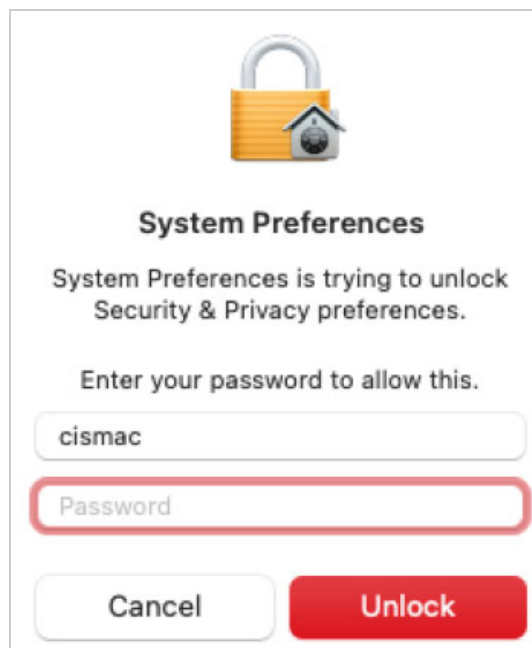 System Preferences
System Preferences is trying to unlock
Security & Privacy preferences.
Enter your password to allow this.
cismac
Password
Cancel
Unlock